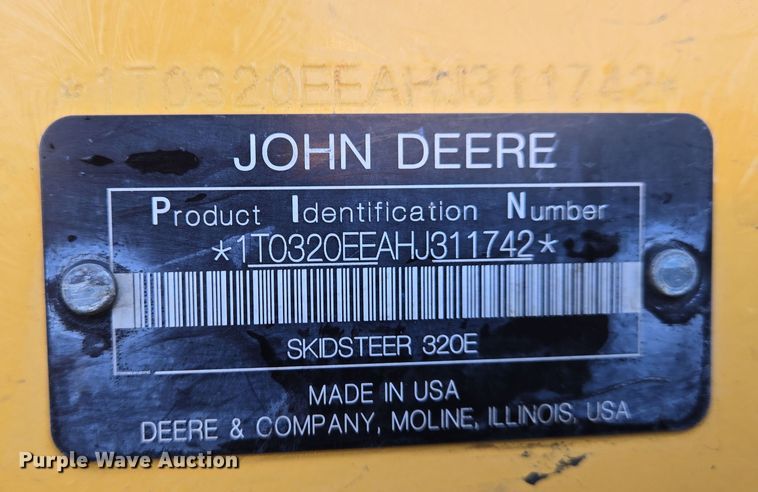 *1T0320EEAHJ311742*
JOHN DEERE
Product Identification Number
*1T0320EEAHJ311742*
SKIDSTEER 320E
MADE IN USA
DEERE & COMPANY, MOLINE, ILLINOIS, USA
Purple Wave Auction